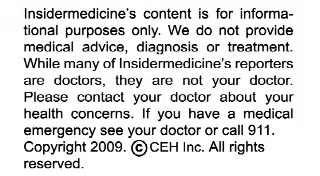 Insidermedicine's content is for informa-
tional purposes only. We do not provide
medical advice, diagnosis or treatment.
While many of Insidermedicine's reporters
are doctors, they are not your doctor.
Please contact your doctor about your
health concerns. If you have a medical
emergency see your doctor or call 911.
Copyright 2009. ©CEH Inc. All rights
reserved.